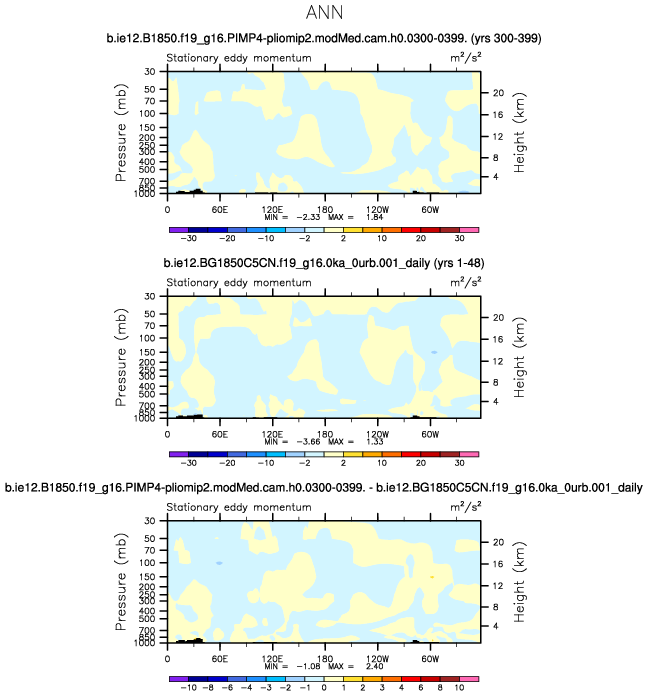 ANN
b.ie12.B1850.f19_g16.PIMP4-pliomip2.modMed.cam.h0.0300-0399. (yrs 300-399)
Stationary eddy momentum m²/s²
Pressure (mb)
30
50
70
100
150
200
250
300
400
500
700
850
1000
Height (km)
20
16
12
8
4
0 60E 120E 180 120W 60W
MIN = -2.33 MAX = 1.84
-30 -20 -10 -2 2 10 20 30
b.ie12.BG1850C5CN.f19_g16.0ka_0urb.001_daily (yrs 1-48)
Stationary eddy momentum m²/s²
Pressure (mb)
30
50
70
100
150
200
250
300
400
500
700
850
1000
Height (km)
20
16
12
8
4
0 60E 120E 180 120W 60W
MIN = -3.66 MAX = 1.33
-30 -20 -10 -2 2 10 20 30
b.ie12.B1850.f19_g16.PIMP4-pliomip2.modMed.cam.h0.0300-0399. - b.ie12.BG1850C5CN.f19_g16.0ka_0urb.001_daily
Stationary eddy momentum m²/s²
Pressure (mb)
30
50
70
100
150
200
250
300
400
500
700
850
1000
Height (km)
20
16
12
8
4
0 60E 120E 180 120W 60W
MIN = -1.08 MAX = 2.40
-10 -8 -6 -4 -2 -1 0 1 2 4 6 8 10